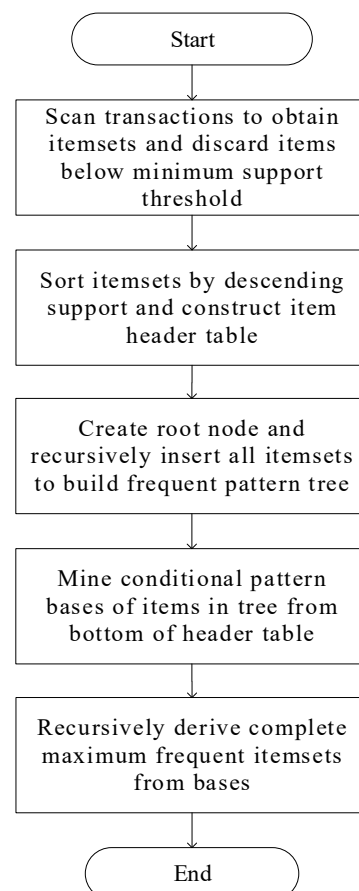 Start
Scan transactions to obtain
itemsets and discard items
below minimum support
threshold
Sort itemsets by descending
support and construct item
header table
Create root node and
recursively insert all itemsets
to build frequent pattern tree
Mine conditional pattern
bases of items in tree from
bottom of header table
Recursively derive complete
maximum frequent itemsets
from bases
End